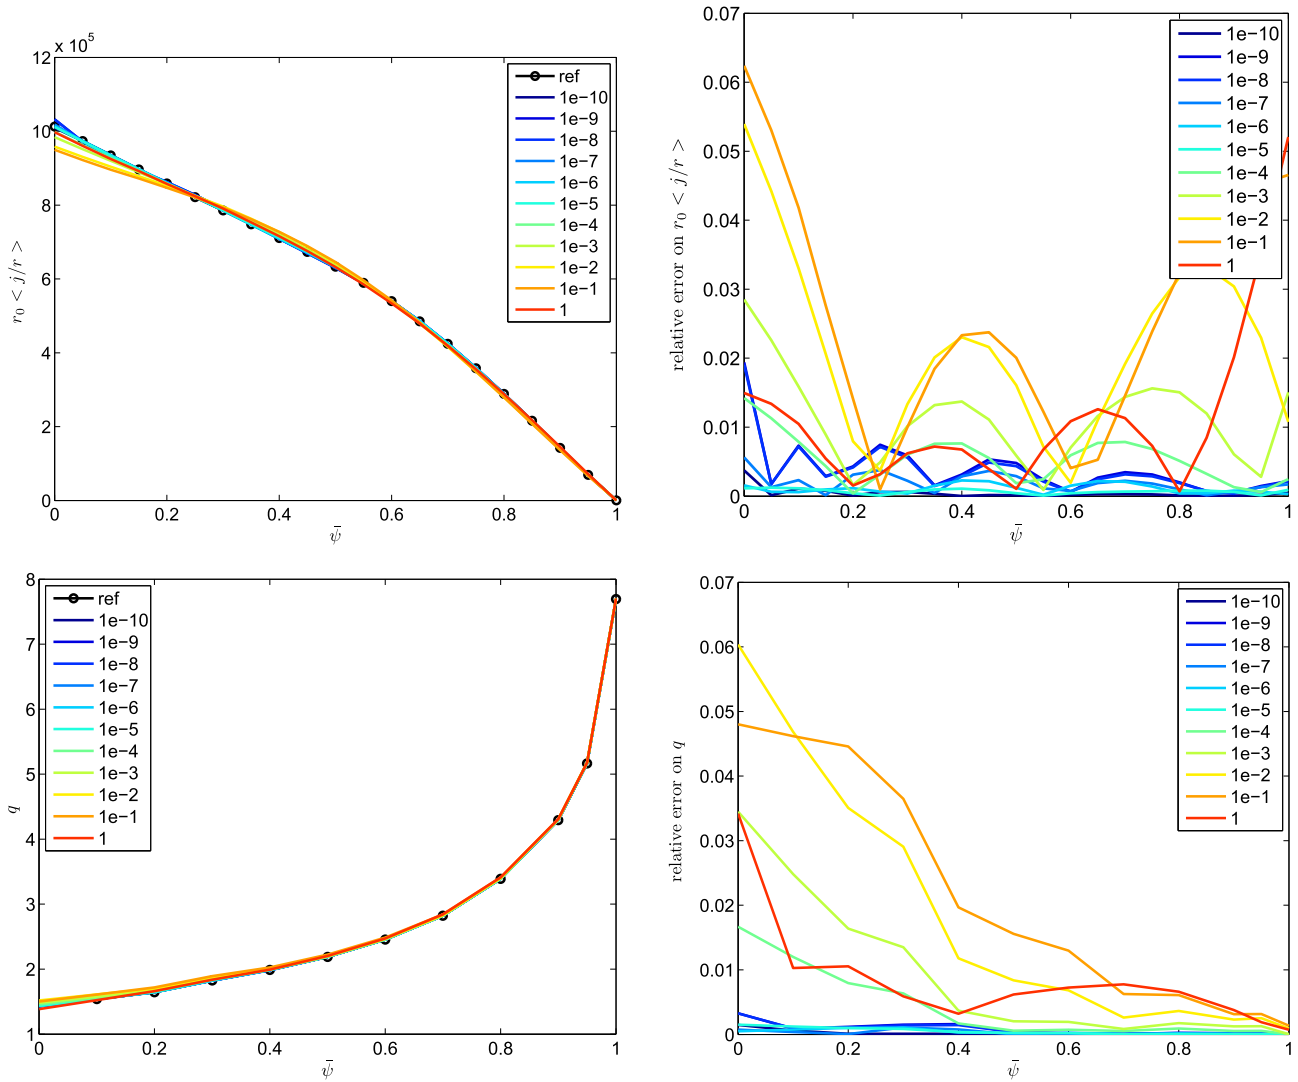 x 10⁵
12
10
8
6
4
2
0
0
0.2
0.4
0.6
0.8
1
r₀ < j/r >
ψ̄
ref
1e−10
1e−9
1e−8
1e−7
1e−6
1e−5
1e−4
1e−3
1e−2
1e−1
1
0.07
0.06
0.05
0.04
0.03
0.02
0.01
0
0
0.2
0.4
0.6
0.8
1
relative error on r₀ < j/r >
ψ̄
1e−10
1e−9
1e−8
1e−7
1e−6
1e−5
1e−4
1e−3
1e−2
1e−1
1
8
7
6
5
4
3
2
1
0
0.2
0.4
0.6
0.8
1
q
ψ̄
ref
1e−10
1e−9
1e−8
1e−7
1e−6
1e−5
1e−4
1e−3
1e−2
1e−1
1
0.07
0.06
0.05
0.04
0.03
0.02
0.01
0
0
0.2
0.4
0.6
0.8
1
relative error on q
ψ̄
1e−10
1e−9
1e−8
1e−7
1e−6
1e−5
1e−4
1e−3
1e−2
1e−1
1